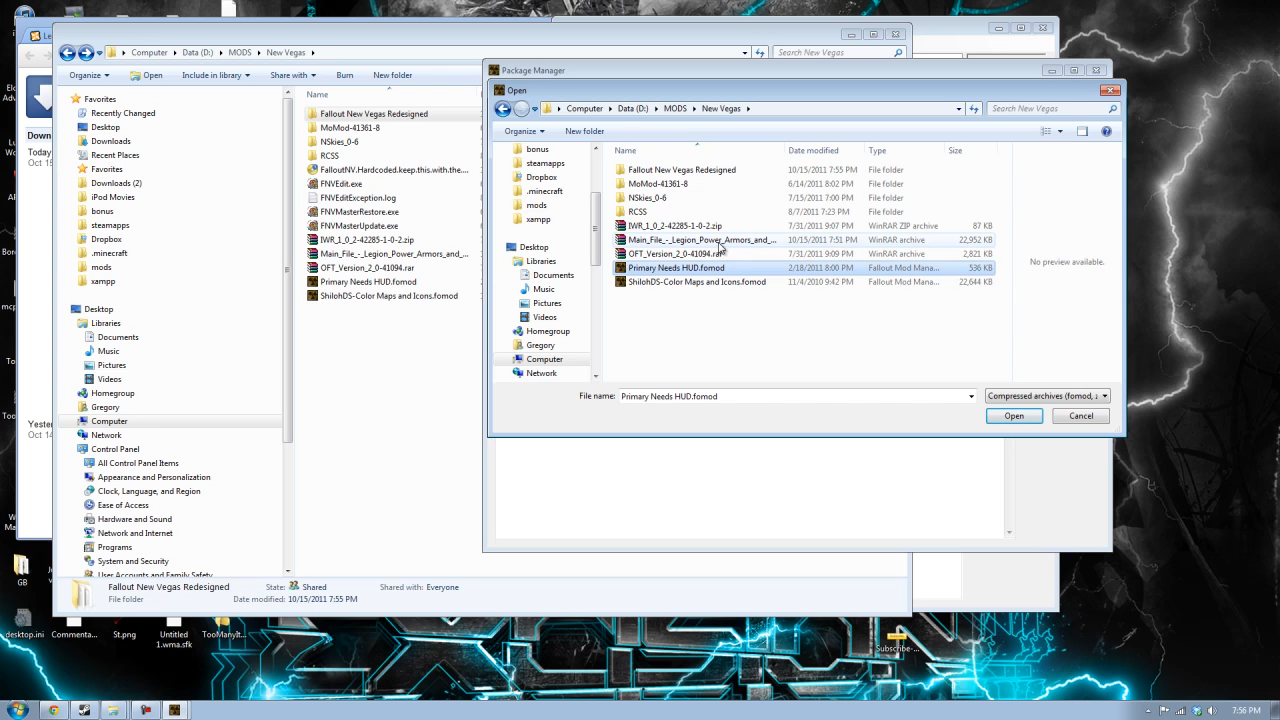 Computer ▸ Data (D:) ▸ MODS ▸ New Vegas ▸
Search New Vegas
Organize ▾
Open
Include in library ▾
Share with ▾
Burn
New folder
Favorites
Recently Changed
Desktop
Downloads
Recent Places
Favorites
Downloads (2)
iPod Movies
bonus
steamapps
Dropbox
.minecraft
mods
xampp
Desktop
Libraries
Documents
Music
Pictures
Videos
Homegroup
Gregory
Computer
Network
Control Panel
All Control Panel Items
Appearance and Personalization
Clock, Language, and Region
Ease of Access
Hardware and Sound
Network and Internet
Programs
System and Security
User Accounts and Family Safety
Name
Fallout New Vegas Redesigned
MoMod-41361-8
NSkies_0-6
RCSS
FalloutNV.Hardcoded.keep.this.with.the....
FNVEdit.exe
FNVEditException.log
FNVMasterRestore.exe
FNVMasterUpdate.exe
IWR_1_0_2-42285-1-0-2.zip
Main_File_-_Legion_Power_Armors_and_...
OFT_Version_2_0-41094.rar
Primary Needs HUD.fomod
ShilohDS-Color Maps and Icons.fomod
Fallout New Vegas Redesigned
State: Shared
Shared with: Everyone
File folder
Date modified: 10/15/2011 7:55 PM
Package Manager
Open
Computer ▸ Data (D:) ▸ MODS ▸ New Vegas ▸
Search New Vegas
Organize ▾
New folder
bonus
steamapps
Dropbox
.minecraft
mods
xampp
Desktop
Libraries
Documents
Music
Pictures
Videos
Homegroup
Gregory
Computer
Network
Name Date modified Type Size
Fallout New Vegas Redesigned 10/15/2011 7:55 PM File folder
MoMod-41361-8 6/14/2011 8:02 PM File folder
NSkies_0-6 7/15/2011 7:00 PM File folder
RCSS 8/7/2011 7:23 PM File folder
IWR_1_0_2-42285-1-0-2.zip 7/31/2011 9:07 PM WinRAR ZIP archive 87 KB
Main_File_-_Legion_Power_Armors_and_... 10/15/2011 7:51 PM WinRAR archive 22,952 KB
OFT_Version_2_0-41094.rar 7/31/2011 9:09 PM WinRAR archive 2,821 KB
Primary Needs HUD.fomod 2/18/2011 8:00 PM Fallout Mod Mana... 536 KB
ShilohDS-Color Maps and Icons.fomod 11/4/2010 9:42 PM Fallout Mod Mana... 22,644 KB
No preview available.
File name: Primary Needs HUD.fomod
Compressed archives (fomod, z
Open
Cancel
Down
Today
Oct 15
Yeste
Oct 14
GB
desktop.ini
Commenta...
St.png
Untitled
1.wma.sfk
TooManyIt...
Subscribe-...
7:56 PM